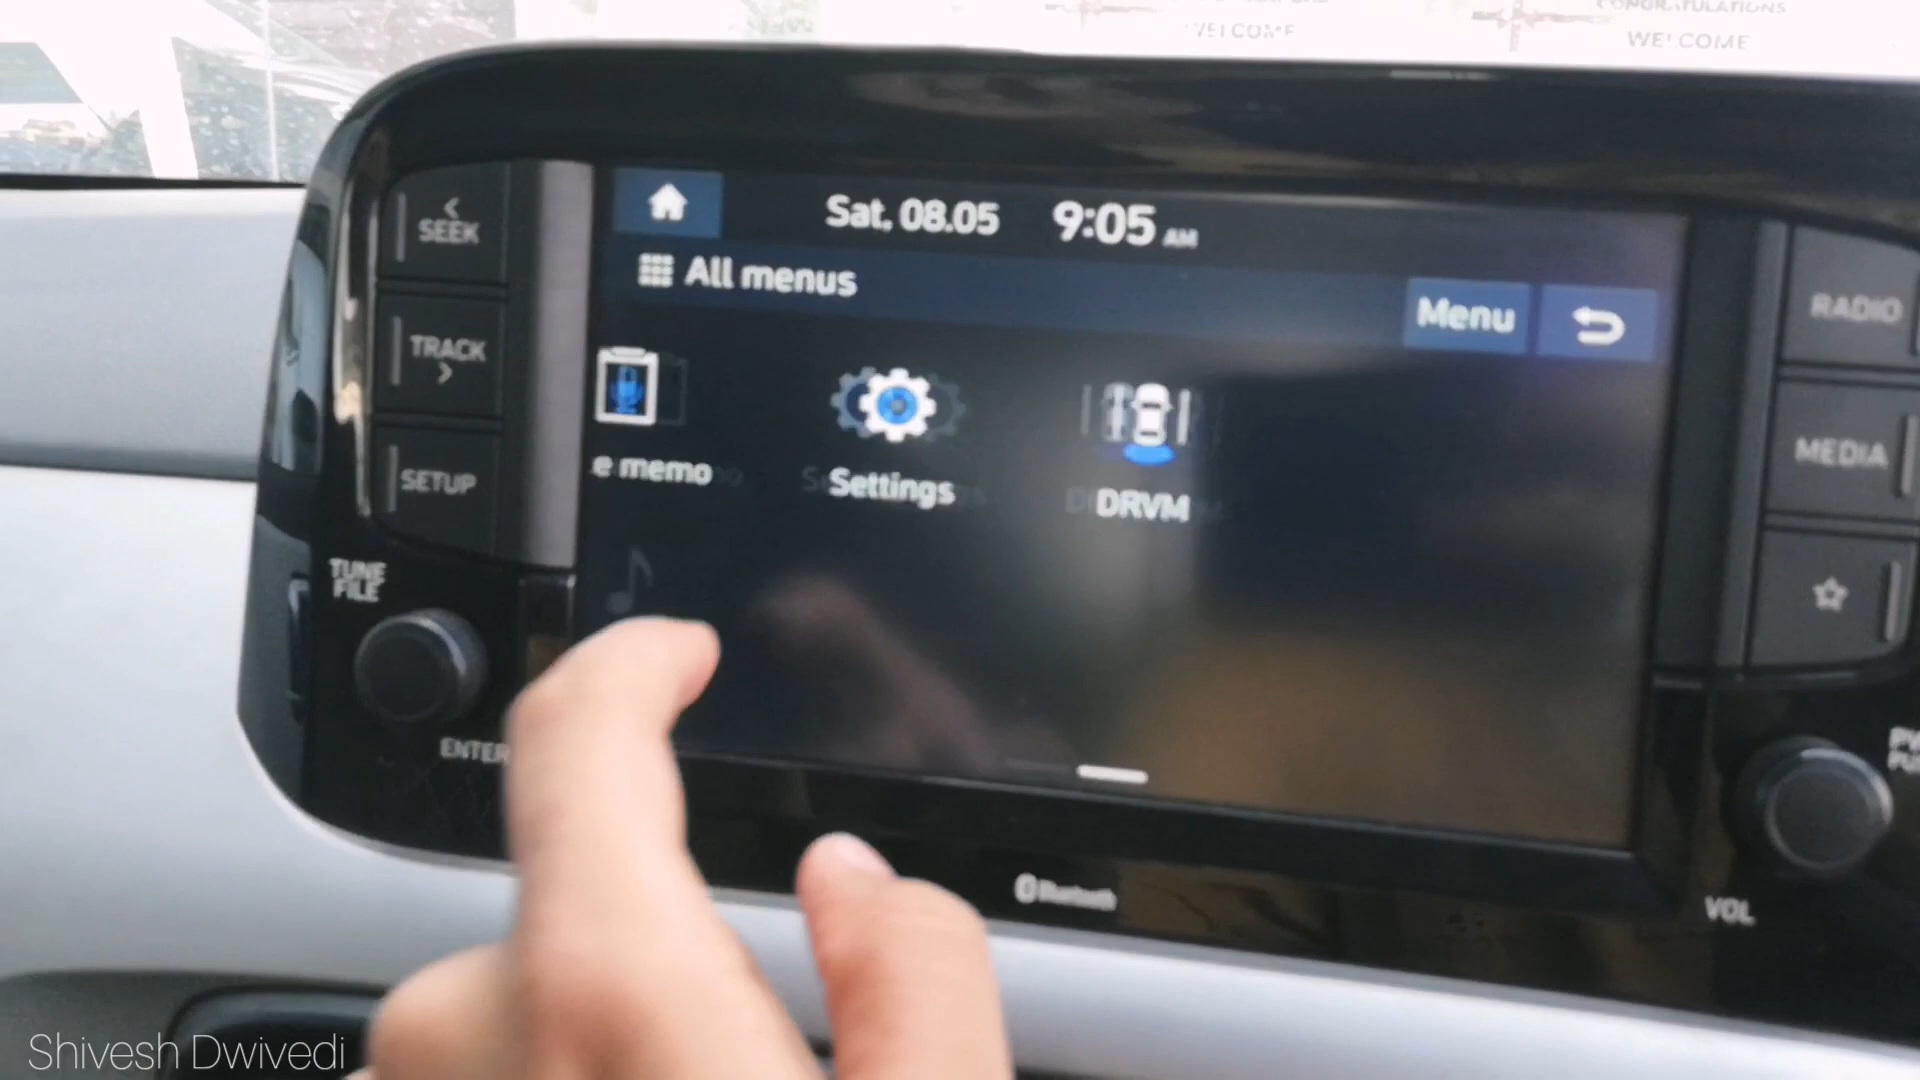 WELCOME
CONGRATULATIONS
WELCOME
SEEK
TRACK
SETUP
TUNE
FILE
ENTER
Sat, 08.05 9:05 AM
All menus
Menu
e memo
Settings
DRVM
RADIO
MEDIA
VOL
Bluetooth
Shivesh Dwivedi